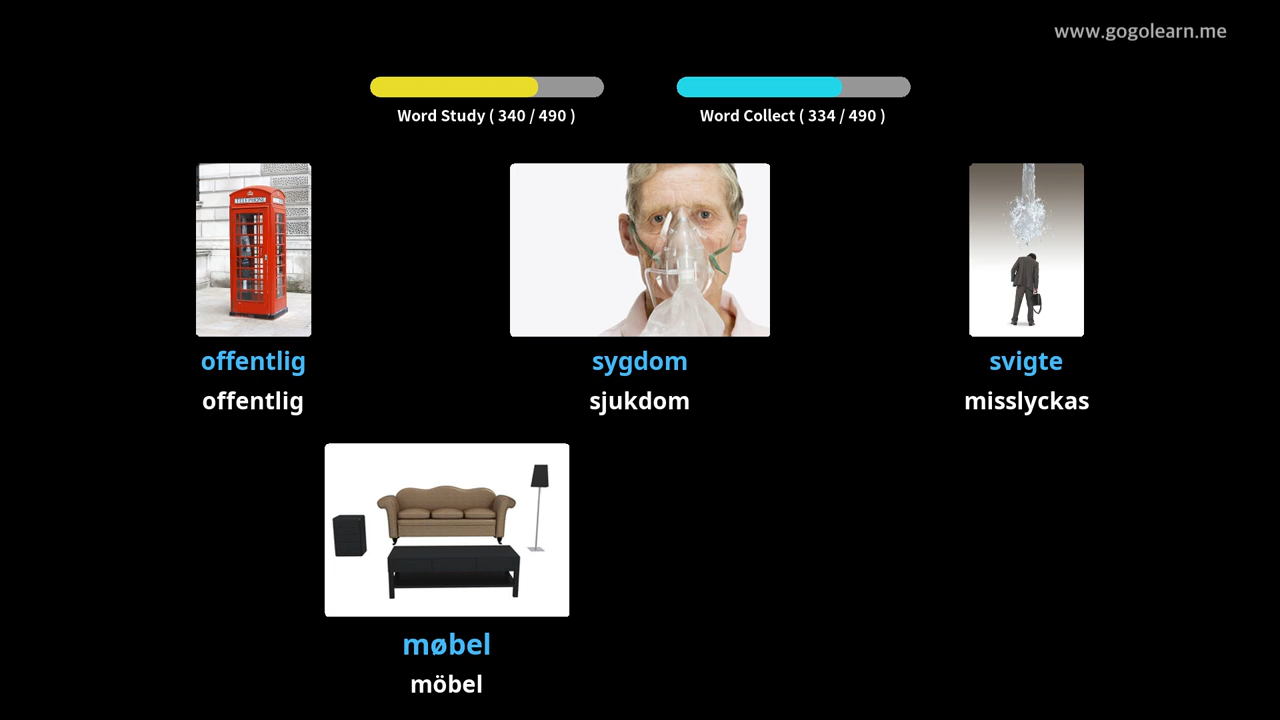 www.gogolearn.me
Word Study ( 340 / 490 )
Word Collect ( 334 / 490 )
TELEPHONE
offentlig
sygdom
svigte
offentlig
sjukdom
misslyckas
møbel
möbel